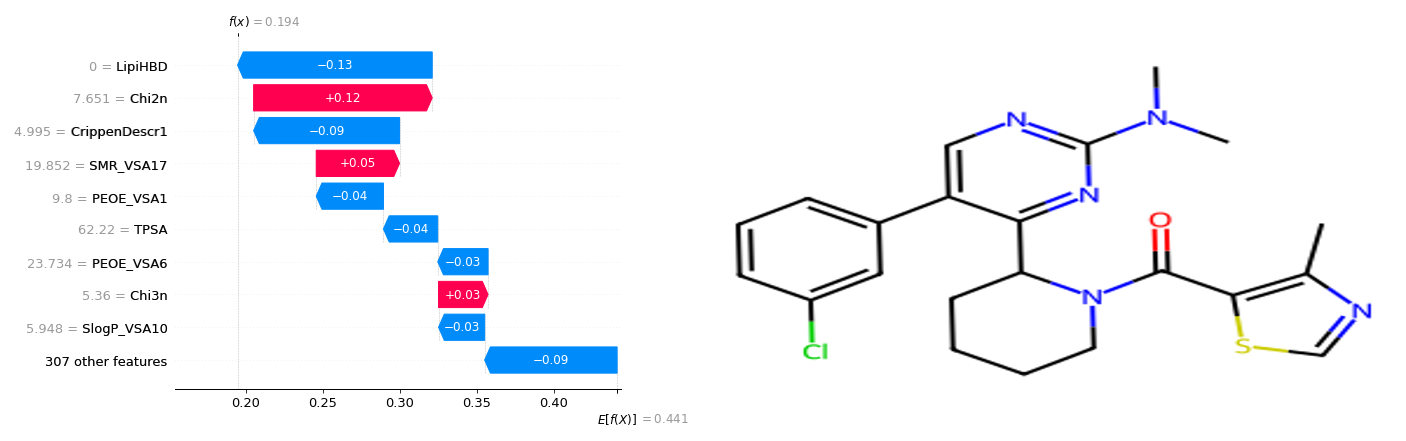 f(x) = 0.194
0 = LipiHBD
−0.13
7.651 = Chi2n
+0.12
4.995 = CrippenDescr1
−0.09
19.852 = SMR_VSA17
+0.05
9.8 = PEOE_VSA1
−0.04
62.22 = TPSA
−0.04
23.734 = PEOE_VSA6
−0.03
5.36 = Chi3n
+0.03
5.948 = SlogP_VSA10
−0.03
307 other features
−0.09
0.20 0.25 0.30 0.35 0.40
E[f(X)] = 0.441
N
N
N
O
N
N
S
Cl